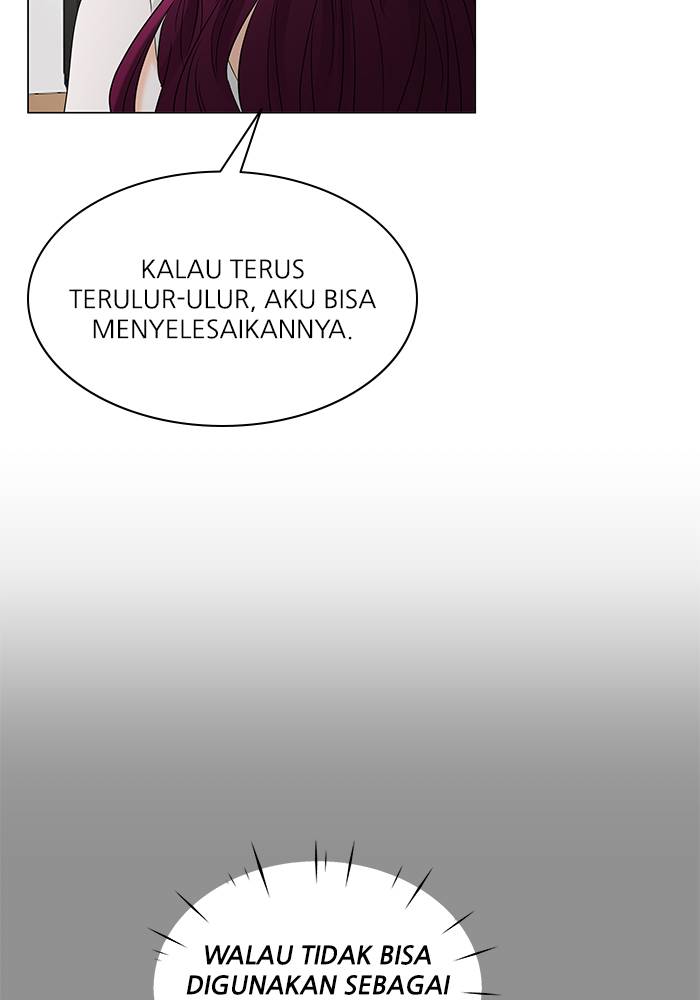 KALAU TERUS
TERULUR-ULUR, AKU BISA
MENYELESAIKANNYA.
WALAU TIDAK BISA
DIGUNAKAN SEBAGAI